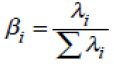 β_i = λ_i / ∑ λ_i